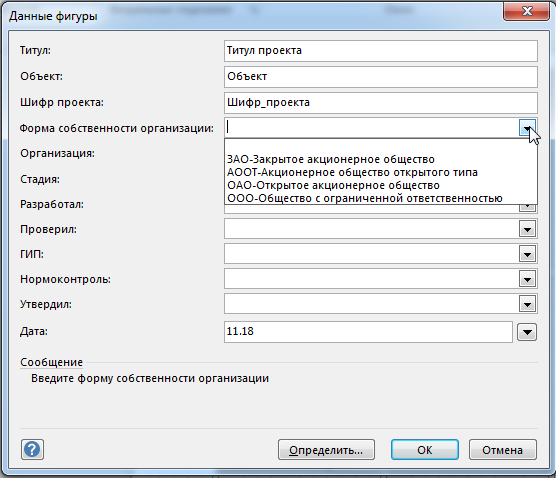 Данные фигуры
Титул: Титул проекта
Объект: Объект
Шифр проекта: Шифр_проекта
Форма собственности организации:
Организация:
ЗАО-Закрытое акционерное общество
АООТ-Акционерное общество открытого типа
ОАО-Открытое акционерное общество
ООО-Общество с ограниченной ответственностью
Стадия:
Разработал:
Проверил:
ГИП:
Нормоконтроль:
Утвердил:
Дата: 11.18
Сообщение
Введите форму собственности организации
? Определить... ОК Отмена